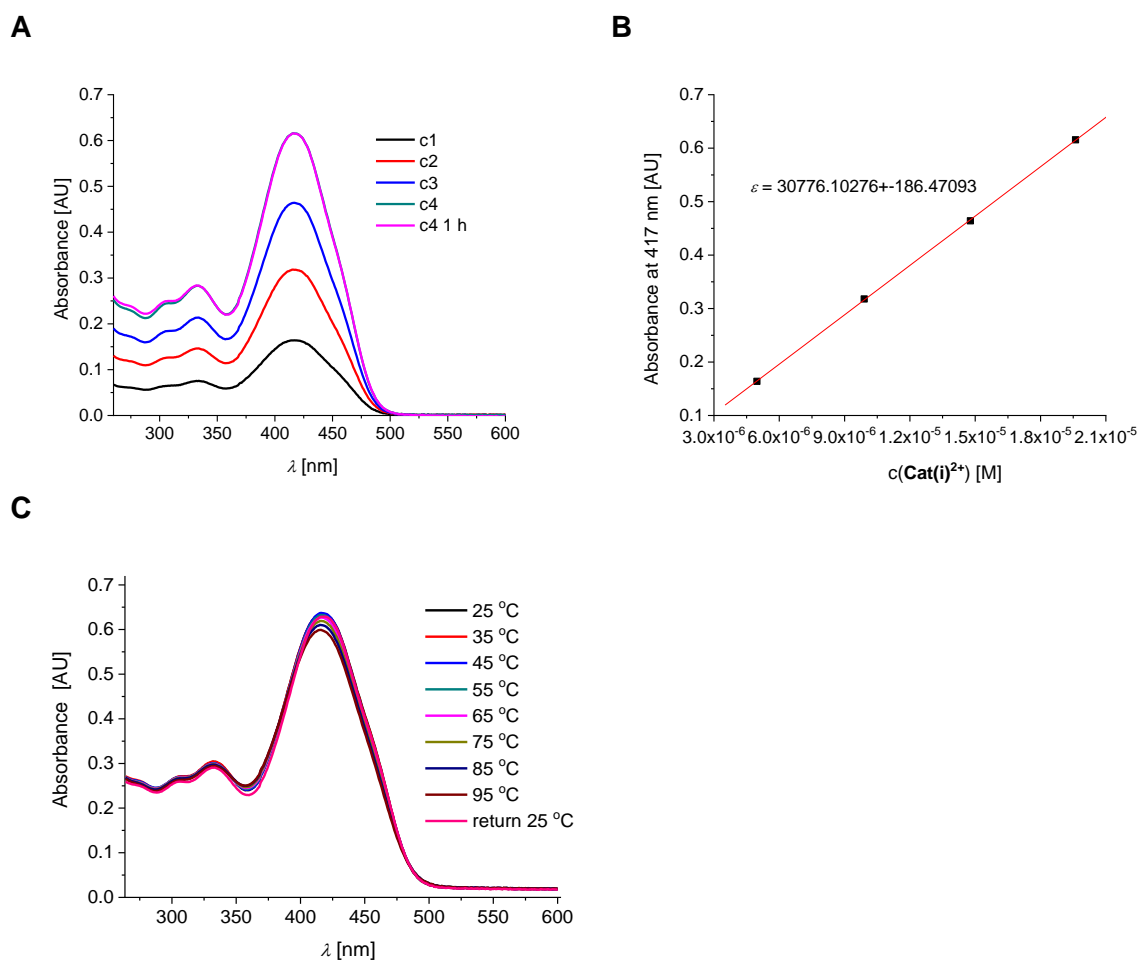 A
0.7
0.6
0.5
0.4
0.3
0.2
0.1
0.0
Absorbance [AU]
300 350 400 450 500 550 600
λ [nm]
c1
c2
c3
c4
c4 1 h
B
0.7
0.6
0.5
0.4
0.3
0.2
0.1
Absorbance at 417 nm [AU]
ε = 30776.10276+-186.47093
3.0x10⁻⁶ 6.0x10⁻⁶ 9.0x10⁻⁶ 1.2x10⁻⁵ 1.5x10⁻⁵ 1.8x10⁻⁵ 2.1x10⁻⁵
c(Cat(i)²⁺) [M]
C
0.7
0.6
0.5
0.4
0.3
0.2
0.1
0.0
Absorbance [AU]
300 350 400 450 500 550 600
λ [nm]
25 °C
35 °C
45 °C
55 °C
65 °C
75 °C
85 °C
95 °C
return 25 °C